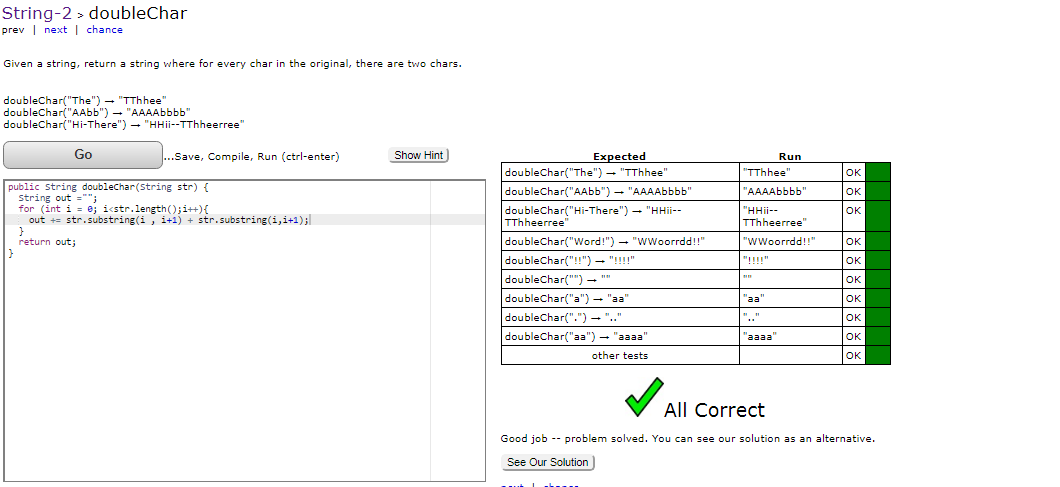 String-2 > doubleChar
prev | next | chance
Given a string, return a string where for every char in the original, there are two chars.
doubleChar("The") → "TThhee"
doubleChar("AAbb") → "AAAAbbbb"
doubleChar("Hi-There") → "HHii--TThheerree"
Go
...Save, Compile, Run (ctrl-enter)
Show Hint
public String doubleChar(String str) {
String out ="";
for (int i = 0; i<str.length();i++){
out += str.substring(i , i+1) + str.substring(i,i+1);
}
return out;
}
Expected Run
doubleChar("The") → "TThhee" "TThhee" OK
doubleChar("AAbb") → "AAAAbbbb" "AAAAbbbb" OK
doubleChar("Hi-There") → "HHii-- "HHii-- OK
TThheerree" TThheerree"
doubleChar("Word!") → "WWoorrdd!!" "WWoorrdd!!" OK
doubleChar("!!") → "!!!!" "!!!!" OK
doubleChar("") → "" "" OK
doubleChar("a") → "aa" "aa" OK
doubleChar(".") → ".." ".." OK
doubleChar("aa") → "aaaa" "aaaa" OK
other tests OK
All Correct
Good job -- problem solved. You can see our solution as an alternative.
See Our Solution
next | chance